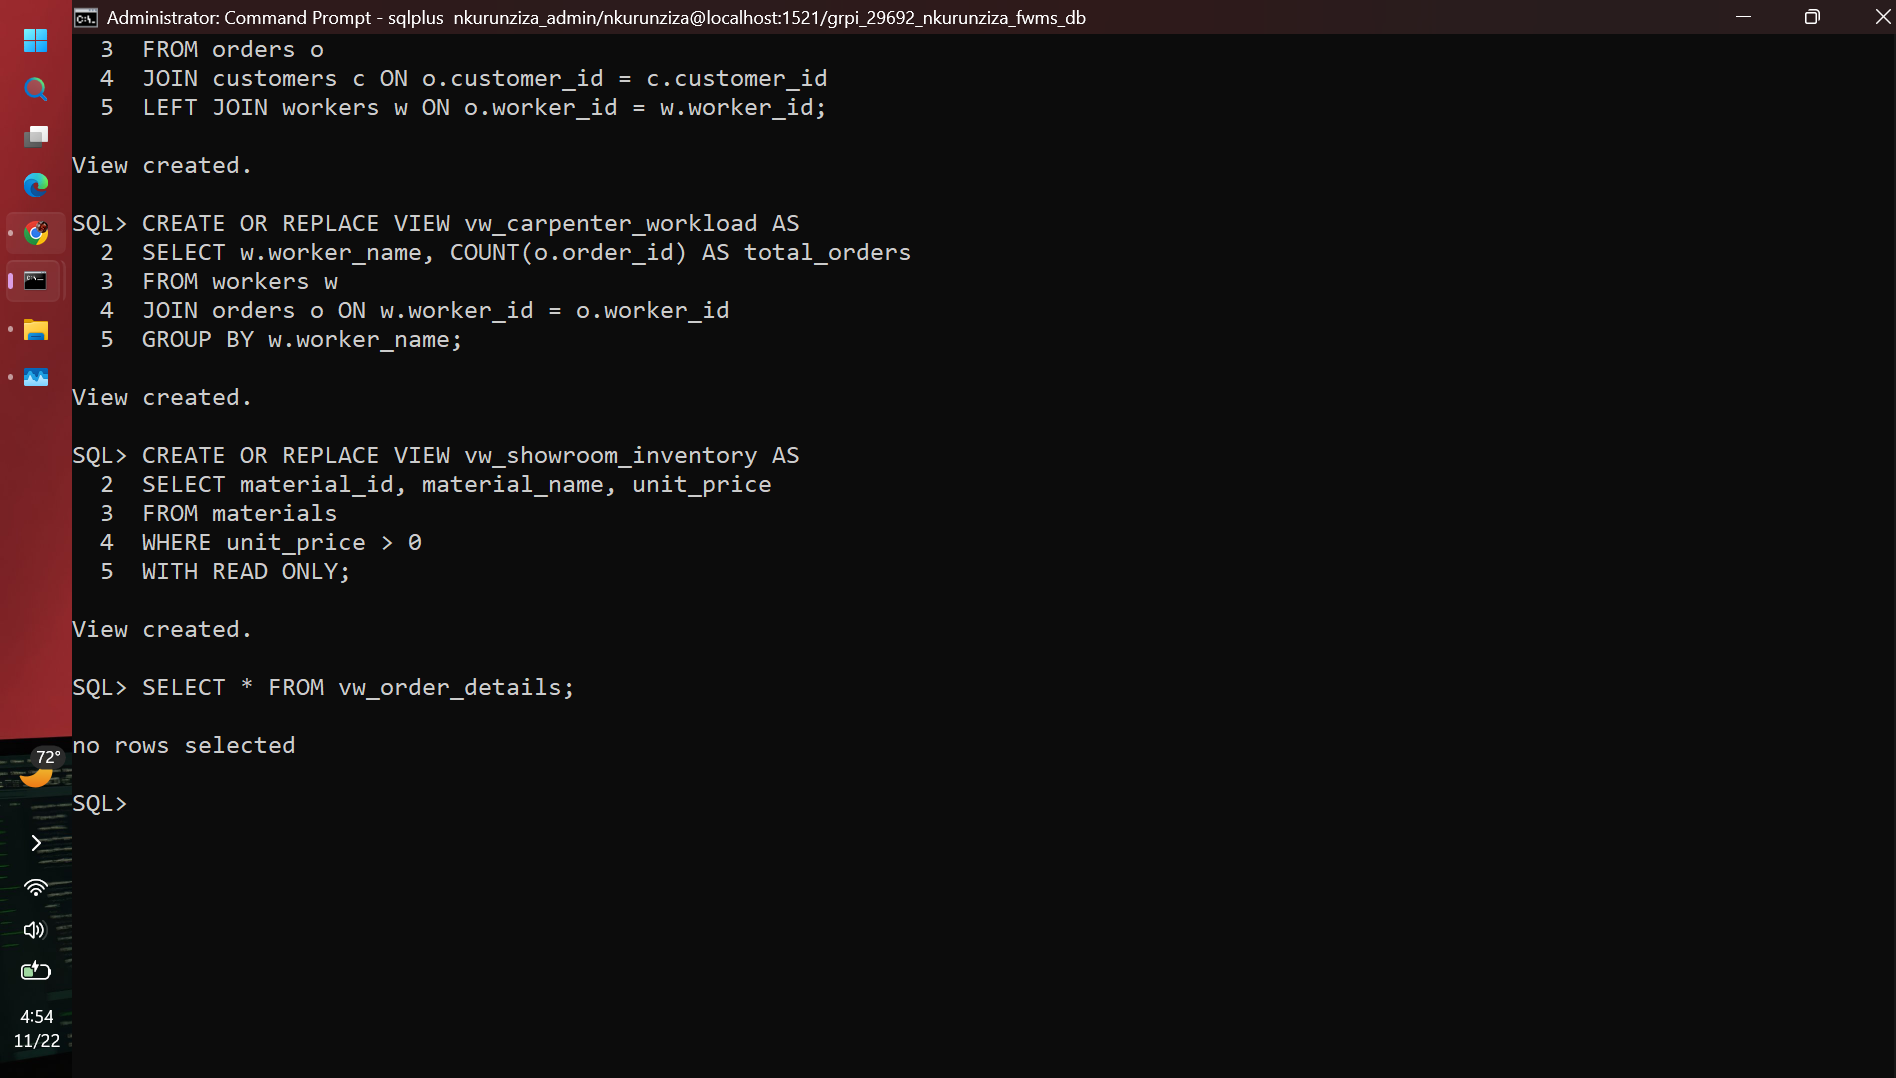 Administrator: Command Prompt - sqlplus  nkurunziza_admin/nkurunziza@localhost:1521/grpi_29692_nkurunziza_fwms_db
  3  FROM orders o
  4  JOIN customers c ON o.customer_id = c.customer_id
  5  LEFT JOIN workers w ON o.worker_id = w.worker_id;
View created.
SQL> CREATE OR REPLACE VIEW vw_carpenter_workload AS
  2  SELECT w.worker_name, COUNT(o.order_id) AS total_orders
  3  FROM workers w
  4  JOIN orders o ON w.worker_id = o.worker_id
  5  GROUP BY w.worker_name;
View created.
SQL> CREATE OR REPLACE VIEW vw_showroom_inventory AS
  2  SELECT material_id, material_name, unit_price
  3  FROM materials
  4  WHERE unit_price > 0
  5  WITH READ ONLY;
View created.
SQL> SELECT * FROM vw_order_details;
no rows selected
SQL>
72°
4:54
11/22